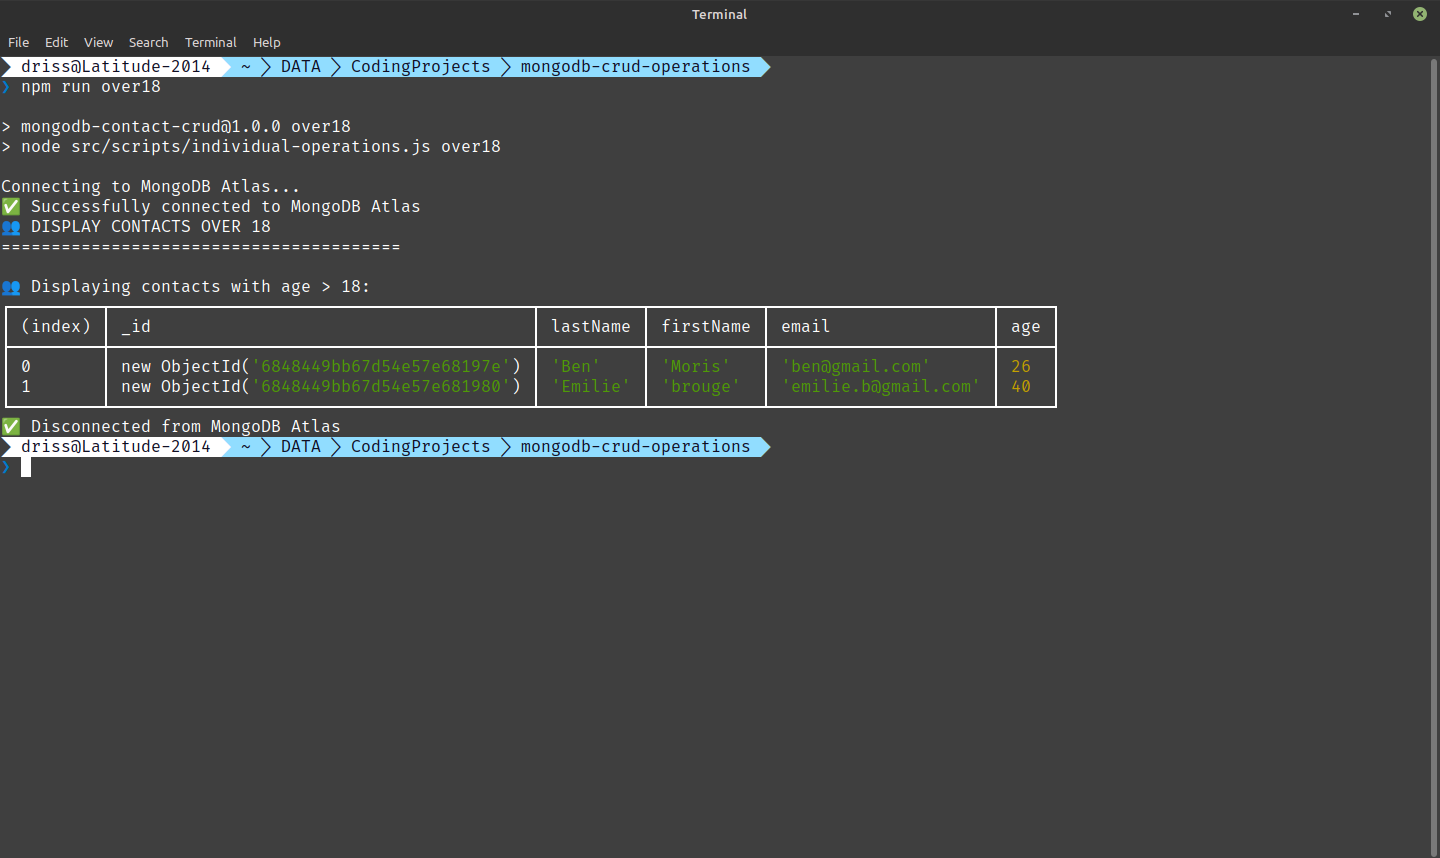 Terminal
File Edit View Search Terminal Help
driss@Latitude-2014 ~ DATA CodingProjects mongodb-crud-operations
❯ npm run over18
> mongodb-contact-crud@1.0.0 over18
> node src/scripts/individual-operations.js over18
Connecting to MongoDB Atlas...
✅ Successfully connected to MongoDB Atlas
👥 DISPLAY CONTACTS OVER 18
========================================
👥 Displaying contacts with age > 18:
(index) _id lastName firstName email age
0 new ObjectId('6848449bb67d54e57e68197e') 'Ben' 'Moris' 'ben@gmail.com' 26
1 new ObjectId('6848449bb67d54e57e681980') 'Emilie' 'brouge' 'emilie.b@gmail.com' 40
✅ Disconnected from MongoDB Atlas
driss@Latitude-2014 ~ DATA CodingProjects mongodb-crud-operations
❯